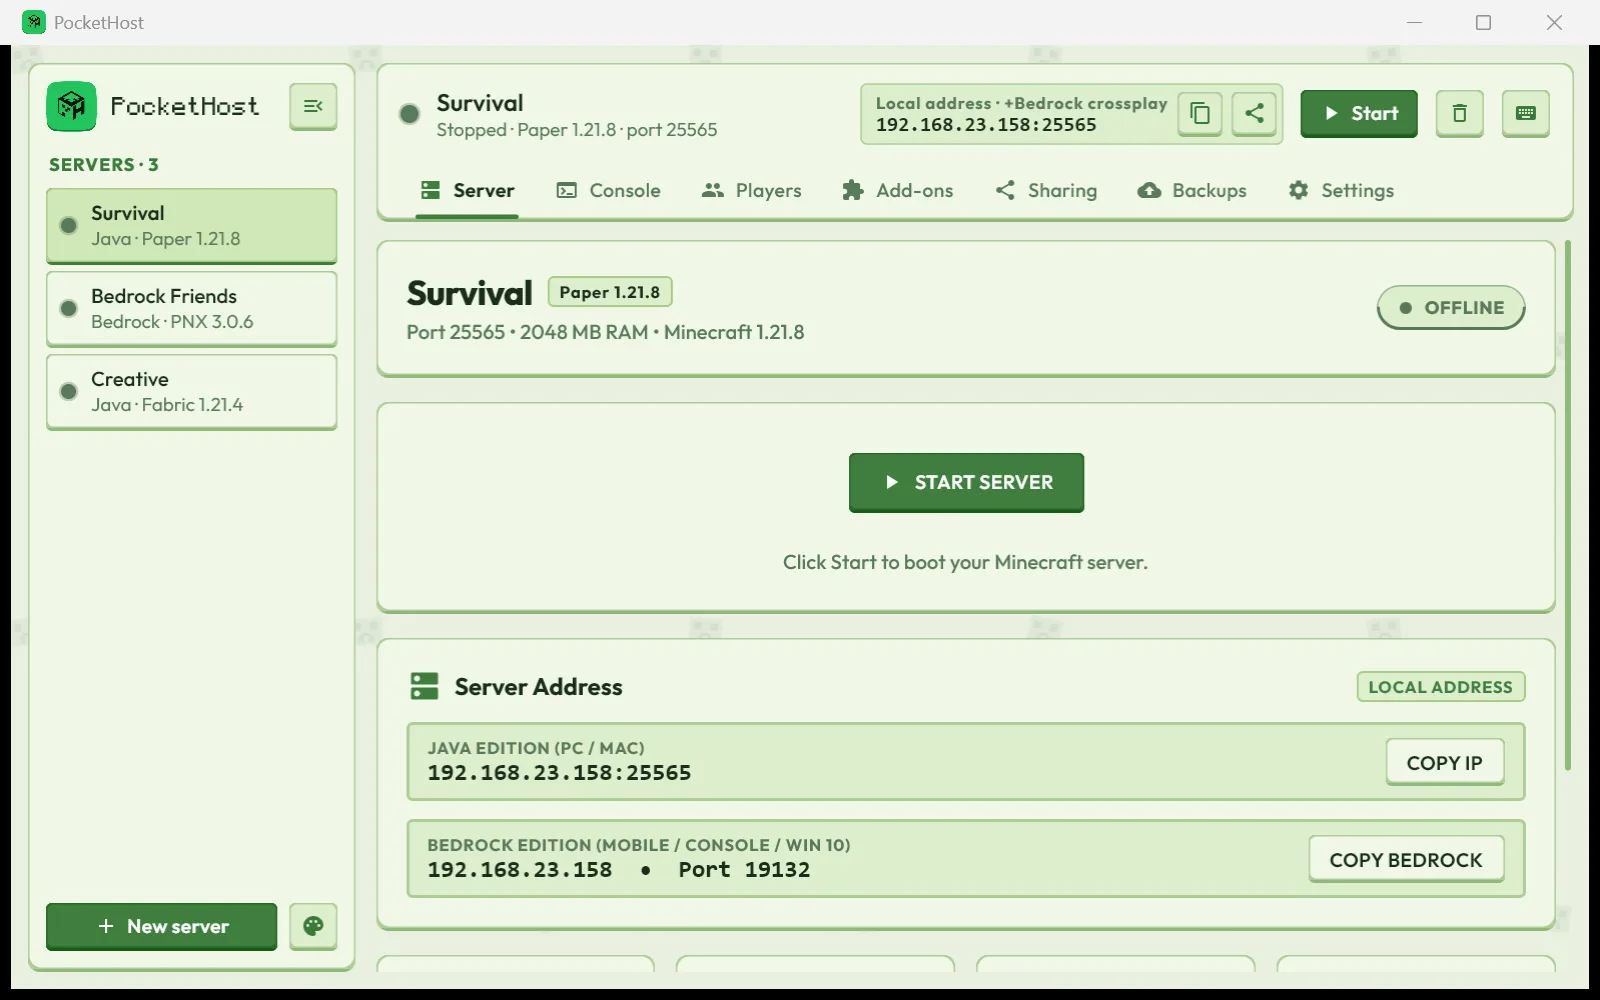 PocketHost
PocketHost
SERVERS · 3
Survival
Java · Paper 1.21.8
Bedrock Friends
Bedrock · PNX 3.0.6
Creative
Java · Fabric 1.21.4
New server
Survival
Stopped · Paper 1.21.8 · port 25565
Local address · +Bedrock crossplay
192.168.23.158:25565
Start
Server
Console
Players
Add-ons
Sharing
Backups
Settings
Survival
Paper 1.21.8
Port 25565 • 2048 MB RAM • Minecraft 1.21.8
OFFLINE
START SERVER
Click Start to boot your Minecraft server.
Server Address
LOCAL ADDRESS
JAVA EDITION (PC / MAC)
192.168.23.158:25565
COPY IP
BEDROCK EDITION (MOBILE / CONSOLE / WIN 10)
192.168.23.158 • Port 19132
COPY BEDROCK